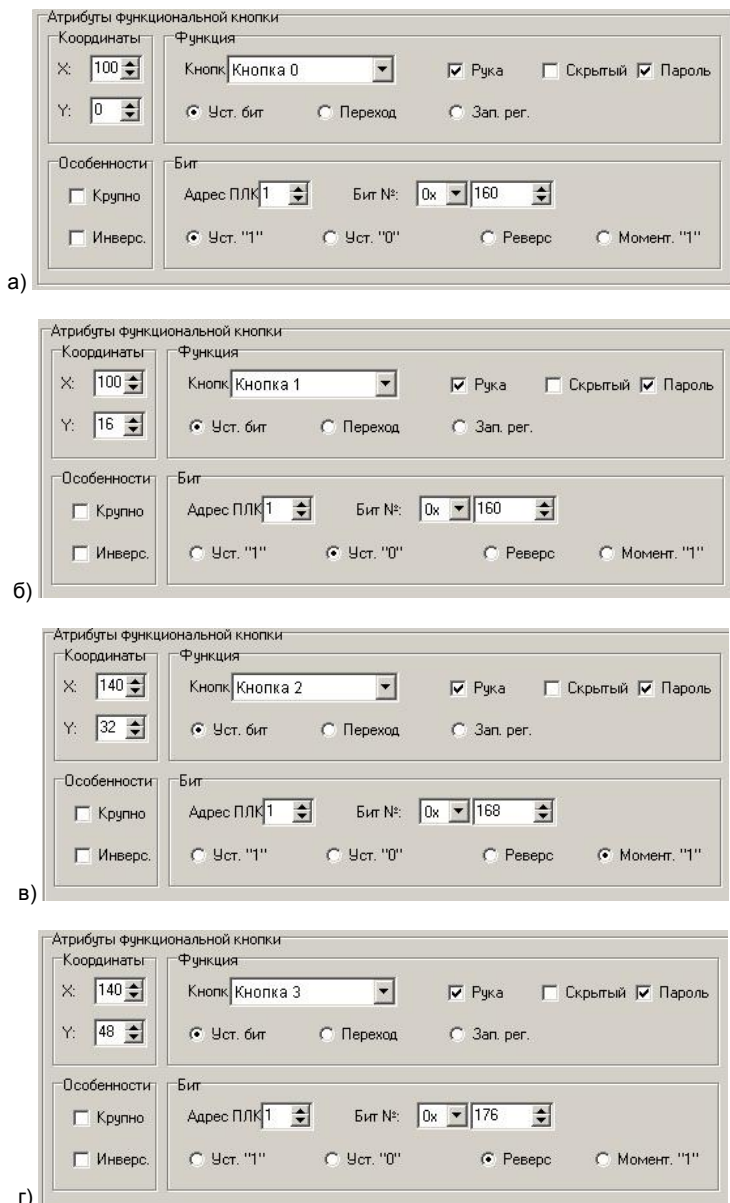 Атрибуты функциональной кнопки
Координаты Функция
X: 100 Кнопк Кнопка 0 Рука Скрытый Пароль
Y: 0 Уст. бит Переход Зап. рег.
Особенности Бит
Крупно Адрес ПЛК 1 Бит №: 0x 160
Инверс. Уст. "1" Уст. "0" Реверс Момент. "1"
а)
Атрибуты функциональной кнопки
Координаты Функция
X: 100 Кнопк Кнопка 1 Рука Скрытый Пароль
Y: 16 Уст. бит Переход Зап. рег.
Особенности Бит
Крупно Адрес ПЛК 1 Бит №: 0x 160
Инверс. Уст. "1" Уст. "0" Реверс Момент. "1"
б)
Атрибуты функциональной кнопки
Координаты Функция
X: 140 Кнопк Кнопка 2 Рука Скрытый Пароль
Y: 32 Уст. бит Переход Зап. рег.
Особенности Бит
Крупно Адрес ПЛК 1 Бит №: 0x 168
Инверс. Уст. "1" Уст. "0" Реверс Момент. "1"
в)
Атрибуты функциональной кнопки
Координаты Функция
X: 140 Кнопк Кнопка 3 Рука Скрытый Пароль
Y: 48 Уст. бит Переход Зап. рег.
Особенности Бит
Крупно Адрес ПЛК 1 Бит №: 0x 176
Инверс. Уст. "1" Уст. "0" Реверс Момент. "1"
г)